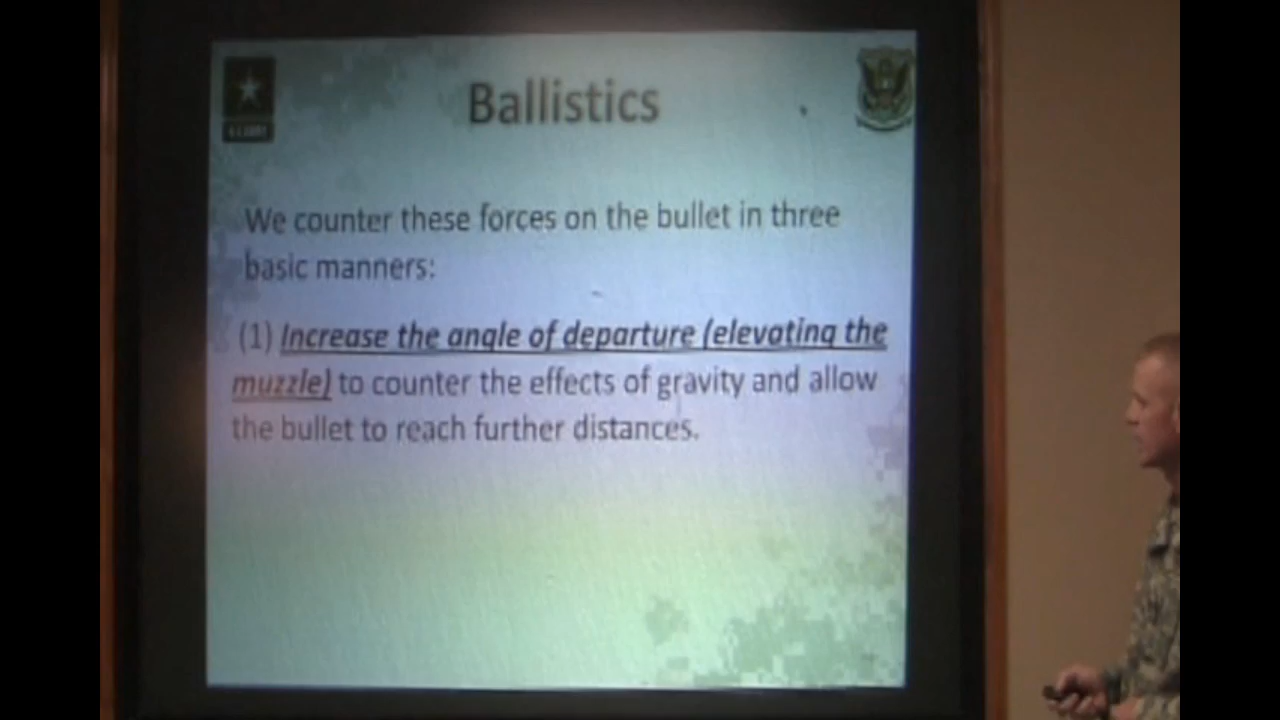 Ballistics
We counter these forces on the bullet in three
basic manners:
(1) Increase the angle of departure (elevating the
muzzle) to counter the effects of gravity and allow
the bullet to reach further distances.